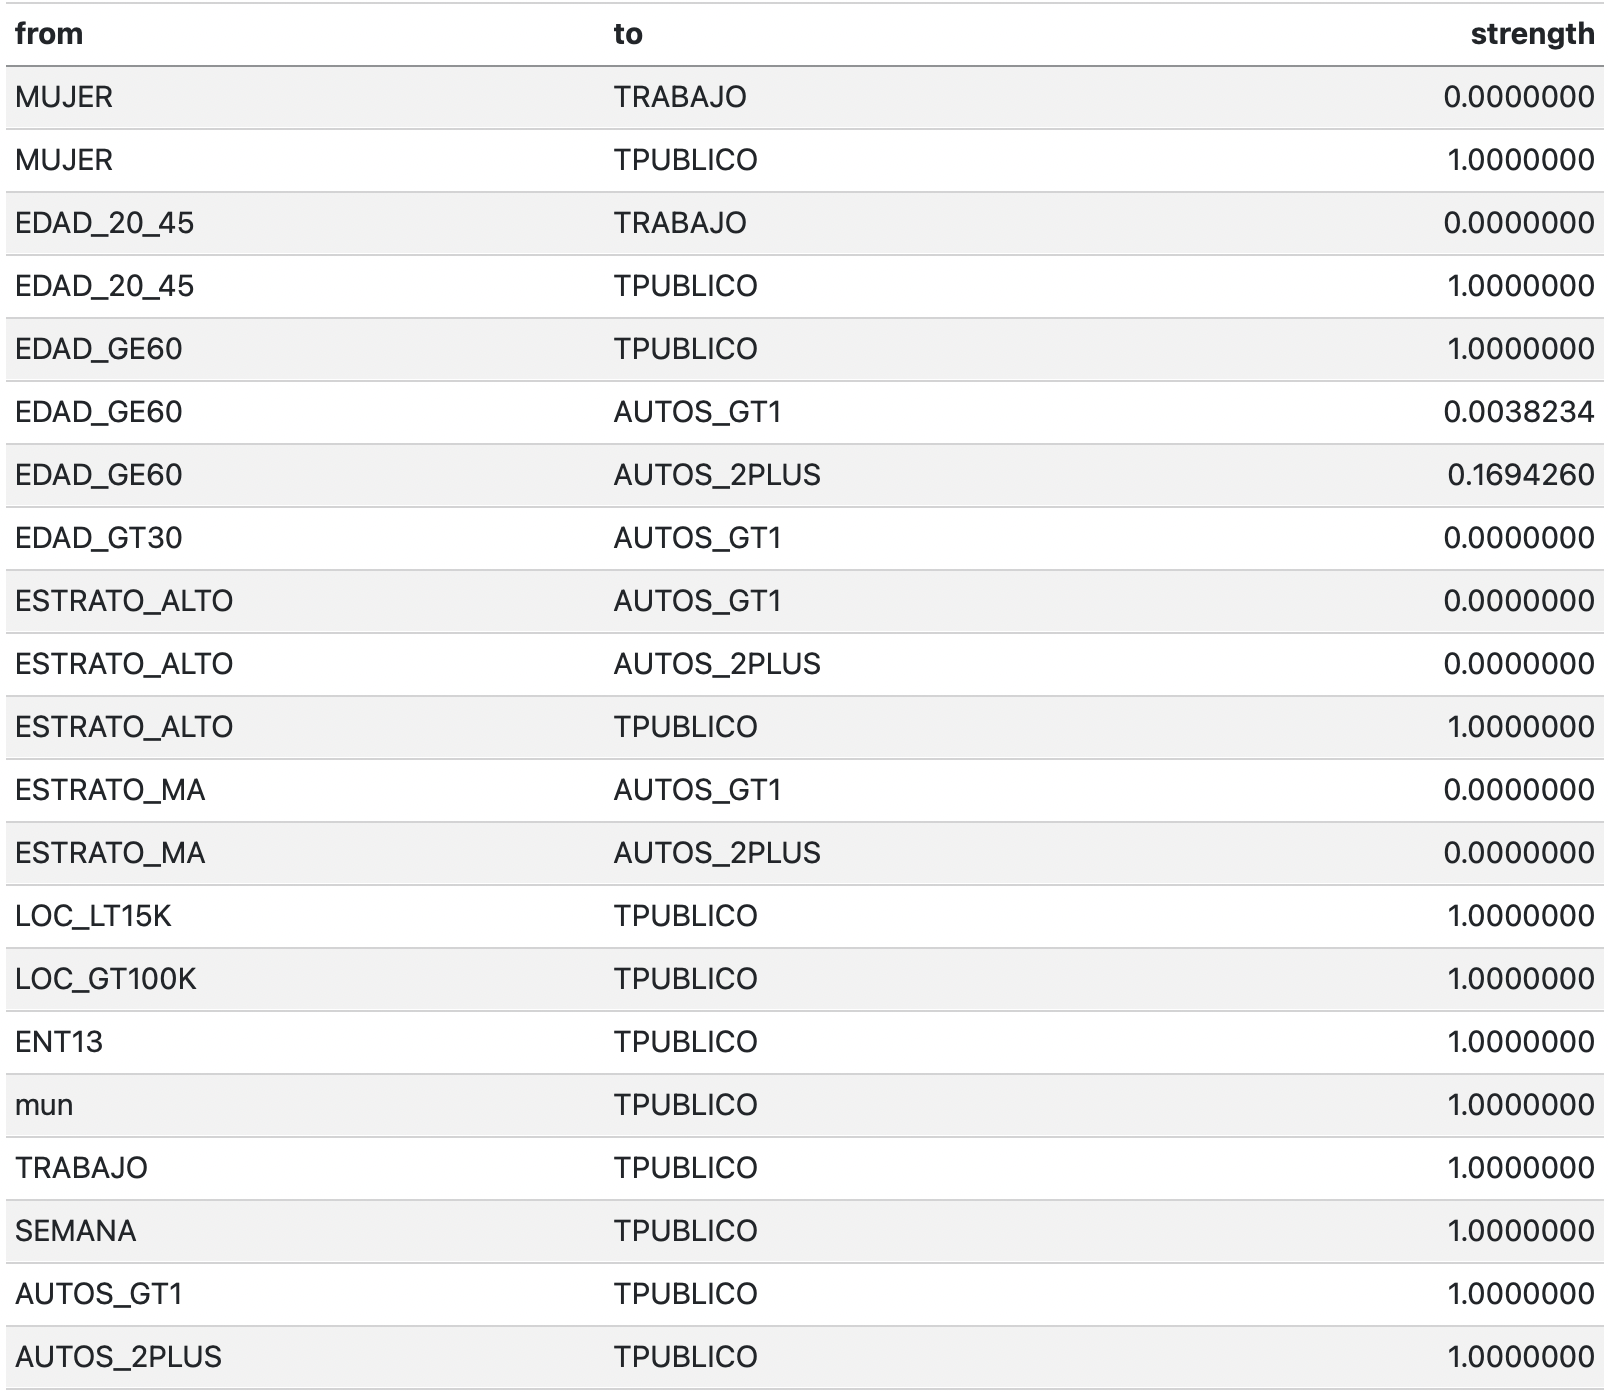 from to strength
MUJER TRABAJO 0.0000000
MUJER TPUBLICO 1.0000000
EDAD_20_45 TRABAJO 0.0000000
EDAD_20_45 TPUBLICO 1.0000000
EDAD_GE60 TPUBLICO 1.0000000
EDAD_GE60 AUTOS_GT1 0.0038234
EDAD_GE60 AUTOS_2PLUS 0.1694260
EDAD_GT30 AUTOS_GT1 0.0000000
ESTRATO_ALTO AUTOS_GT1 0.0000000
ESTRATO_ALTO AUTOS_2PLUS 0.0000000
ESTRATO_ALTO TPUBLICO 1.0000000
ESTRATO_MA AUTOS_GT1 0.0000000
ESTRATO_MA AUTOS_2PLUS 0.0000000
LOC_LT15K TPUBLICO 1.0000000
LOC_GT100K TPUBLICO 1.0000000
ENT13 TPUBLICO 1.0000000
mun TPUBLICO 1.0000000
TRABAJO TPUBLICO 1.0000000
SEMANA TPUBLICO 1.0000000
AUTOS_GT1 TPUBLICO 1.0000000
AUTOS_2PLUS TPUBLICO 1.0000000